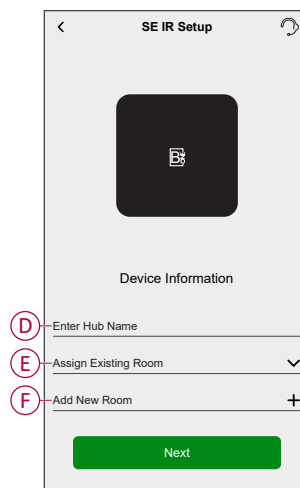 SE IR Setup
Device Information
D
Enter Hub Name
E
Assign Existing Room
F
Add New Room
Next